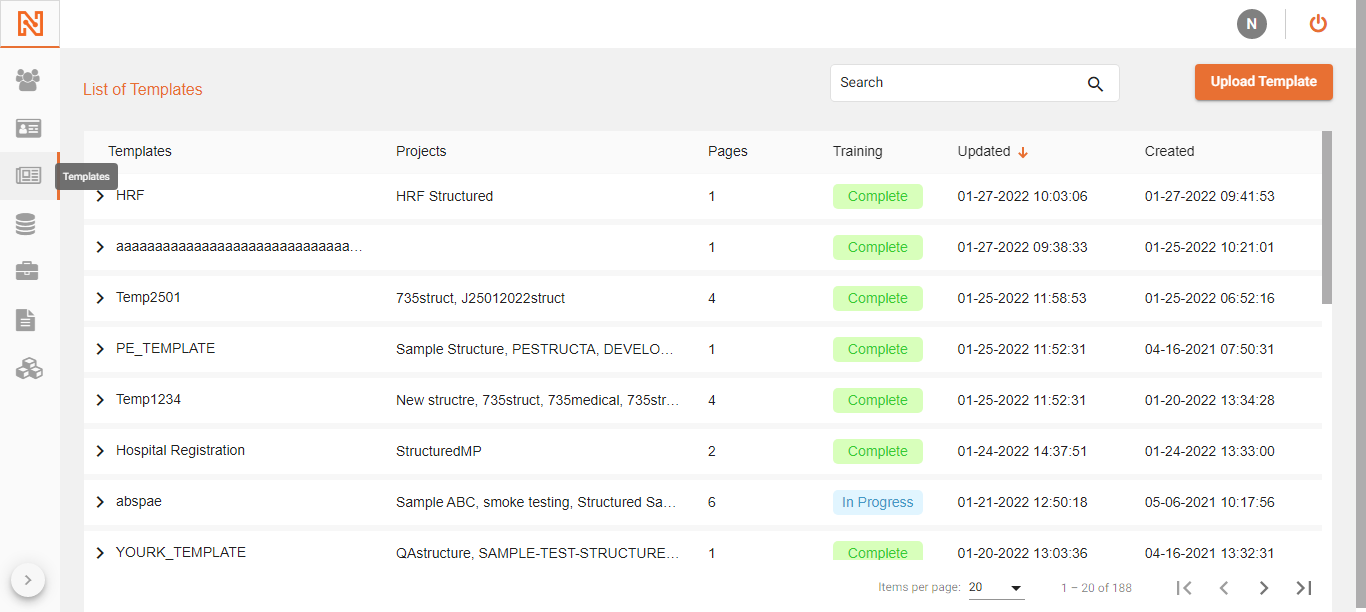 N
List of Templates
Search
Upload Template
Templates Projects Pages Training Updated Created
Templates
HRF HRF Structured 1 Complete 01-27-2022 10:03:06 01-27-2022 09:41:53
aaaaaaaaaaaaaaaaaaaaaaaaaaaaaa... 1 Complete 01-27-2022 09:38:33 01-25-2022 10:21:01
Temp2501 735struct, J25012022struct 4 Complete 01-25-2022 11:58:53 01-25-2022 06:52:16
PE_TEMPLATE Sample Structure, PESTRUCTA, DEVELO... 1 Complete 01-25-2022 11:52:31 04-16-2021 07:50:31
Temp1234 New structre, 735struct, 735medical, 735str... 4 Complete 01-25-2022 11:52:31 01-20-2022 13:34:28
Hospital Registration StructuredMP 2 Complete 01-24-2022 14:37:51 01-24-2022 13:33:00
abspae Sample ABC, smoke testing, Structured Sa... 6 In Progress 01-21-2022 12:50:18 05-06-2021 10:17:56
YOURK_TEMPLATE QAstructure, SAMPLE-TEST-STRUCTURE... 1 Complete 01-20-2022 13:03:36 04-16-2021 13:32:31
Items per page: 20 1 – 20 of 188